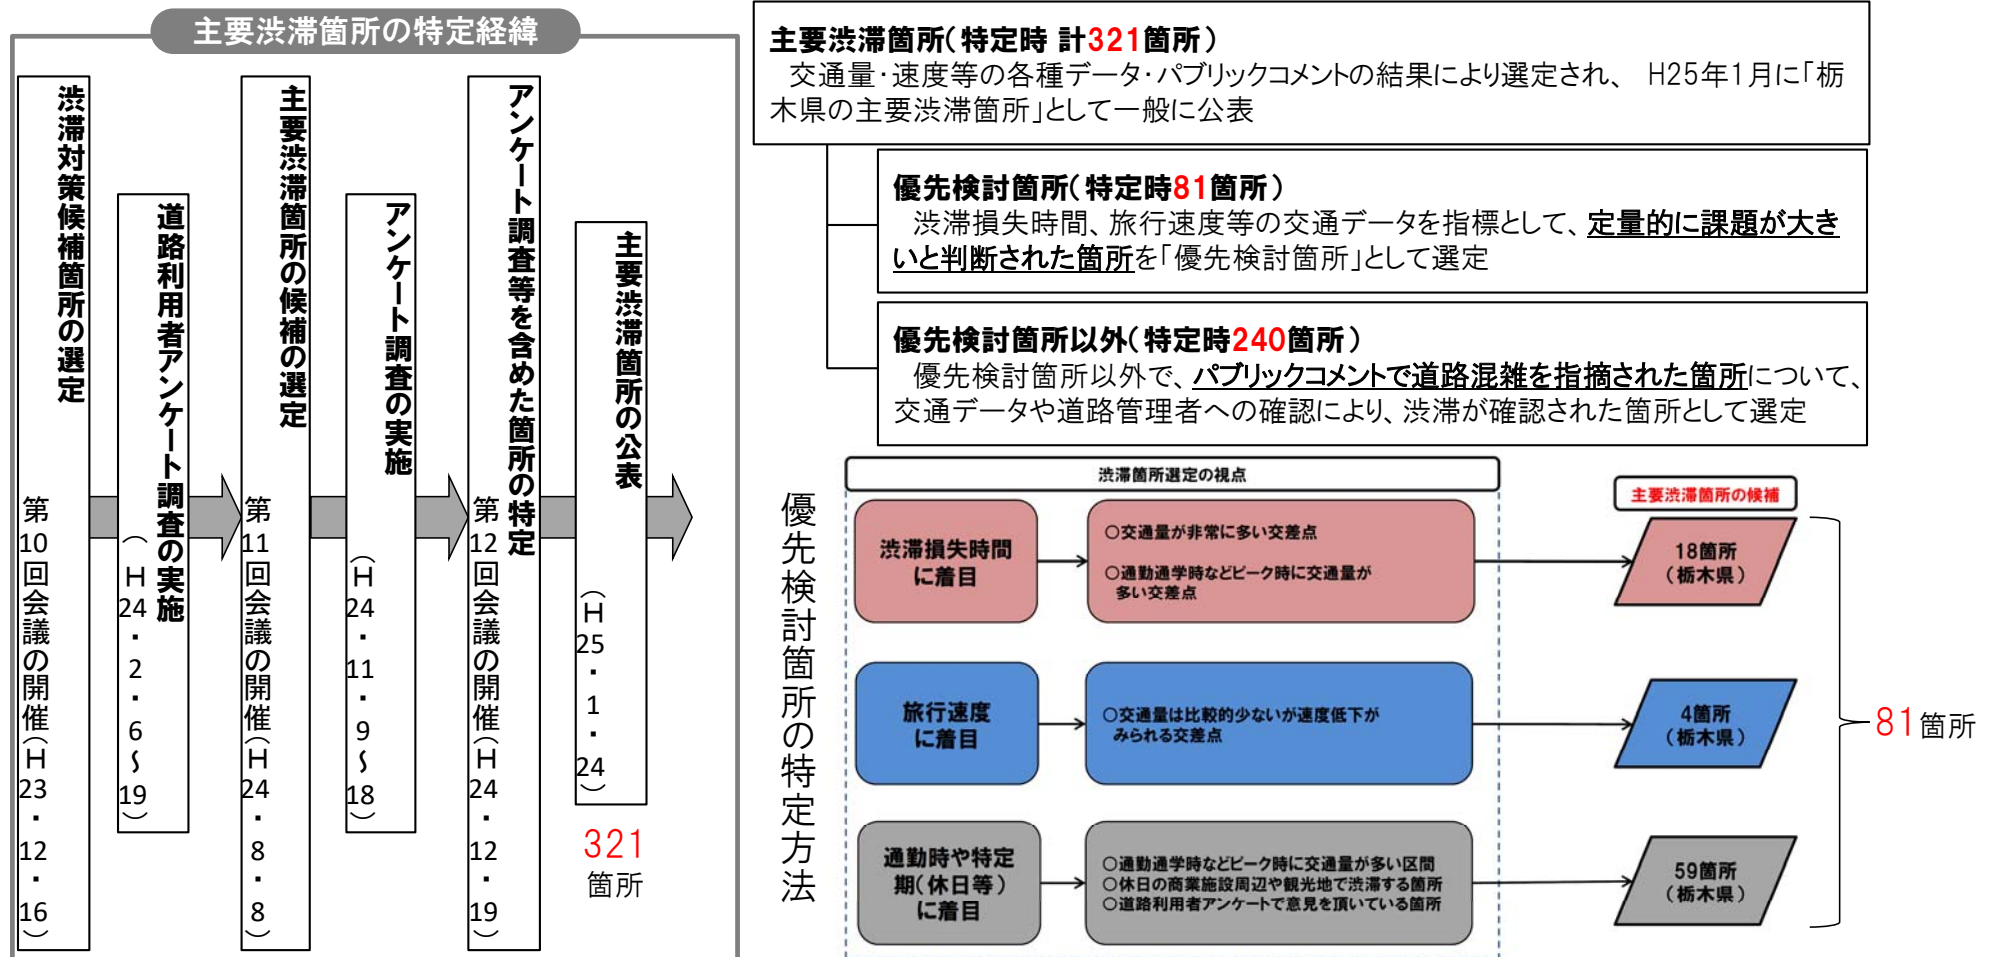 主要渋滞箇所の特定経緯
渋滞対策候補箇所の選定
第10回会議の開催(H23・12・16)
道路利用者アンケート調査の実施
(H24・2・6~19)
主要渋滞箇所の候補の選定
第11回会議の開催(H24・8・8)
アンケート調査の実施
(H24・11・9~18)
アンケート調査等を含めた箇所の特定
第12回会議の開催(H24・12・19)
主要渋滞箇所の公表
(H25・1・24)
321
箇所
主要渋滞箇所(特定時 計321箇所)
交通量・速度等の各種データ・パブリックコメントの結果により選定され、 H25年1月に「栃
木県の主要渋滞箇所」として一般に公表
優先検討箇所(特定時81箇所)
渋滞損失時間、旅行速度等の交通データを指標として、定量的に課題が大き
いと判断された箇所を「優先検討箇所」として選定
優先検討箇所以外(特定時240箇所)
優先検討箇所以外で、パブリックコメントで道路混雑を指摘された箇所について、
交通データや道路管理者への確認により、渋滞が確認された箇所として選定
優先検討箇所の特定方法
渋滞箇所選定の視点
主要渋滞箇所の候補
渋滞損失時間
に着目
○交通量が非常に多い交差点
○通勤通学時などピーク時に交通量が
多い交差点
18箇所
(栃木県)
旅行速度
に着目
○交通量は比較的少ないが速度低下が
みられる交差点
4箇所
(栃木県)
通勤時や特定
期(休日等)
に着目
○通勤通学時などピーク時に交通量が多い区間
○休日の商業施設周辺や観光地で渋滞する箇所
○道路利用者アンケートで意見を頂いている箇所
59箇所
(栃木県)
81箇所